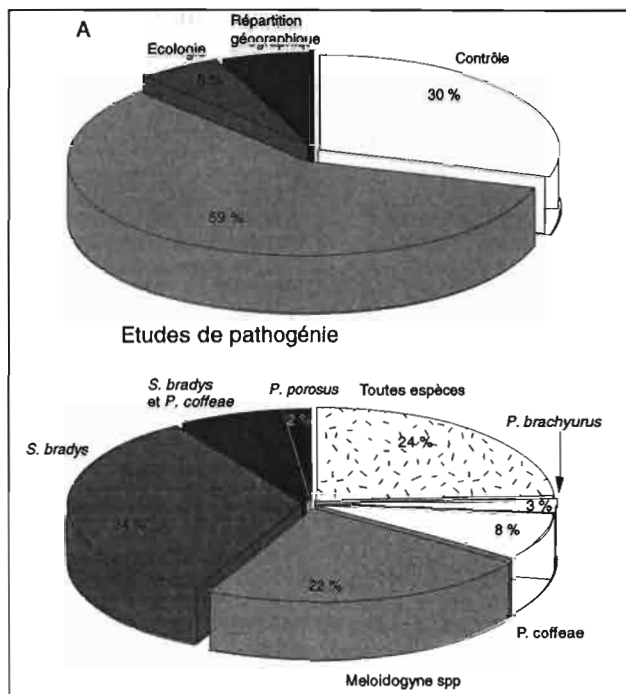 A
Répartition
géographique
Ecologie
Contrôle
30 %
59 %
Etudes de pathogénie
S. bradys
et P. coffeae
P. porosus
Toutes espèces
P. brachyurus
S. bradys
2 %
24 %
3 %
8 %
22 %
P. coffeae
Meloidogyne spp